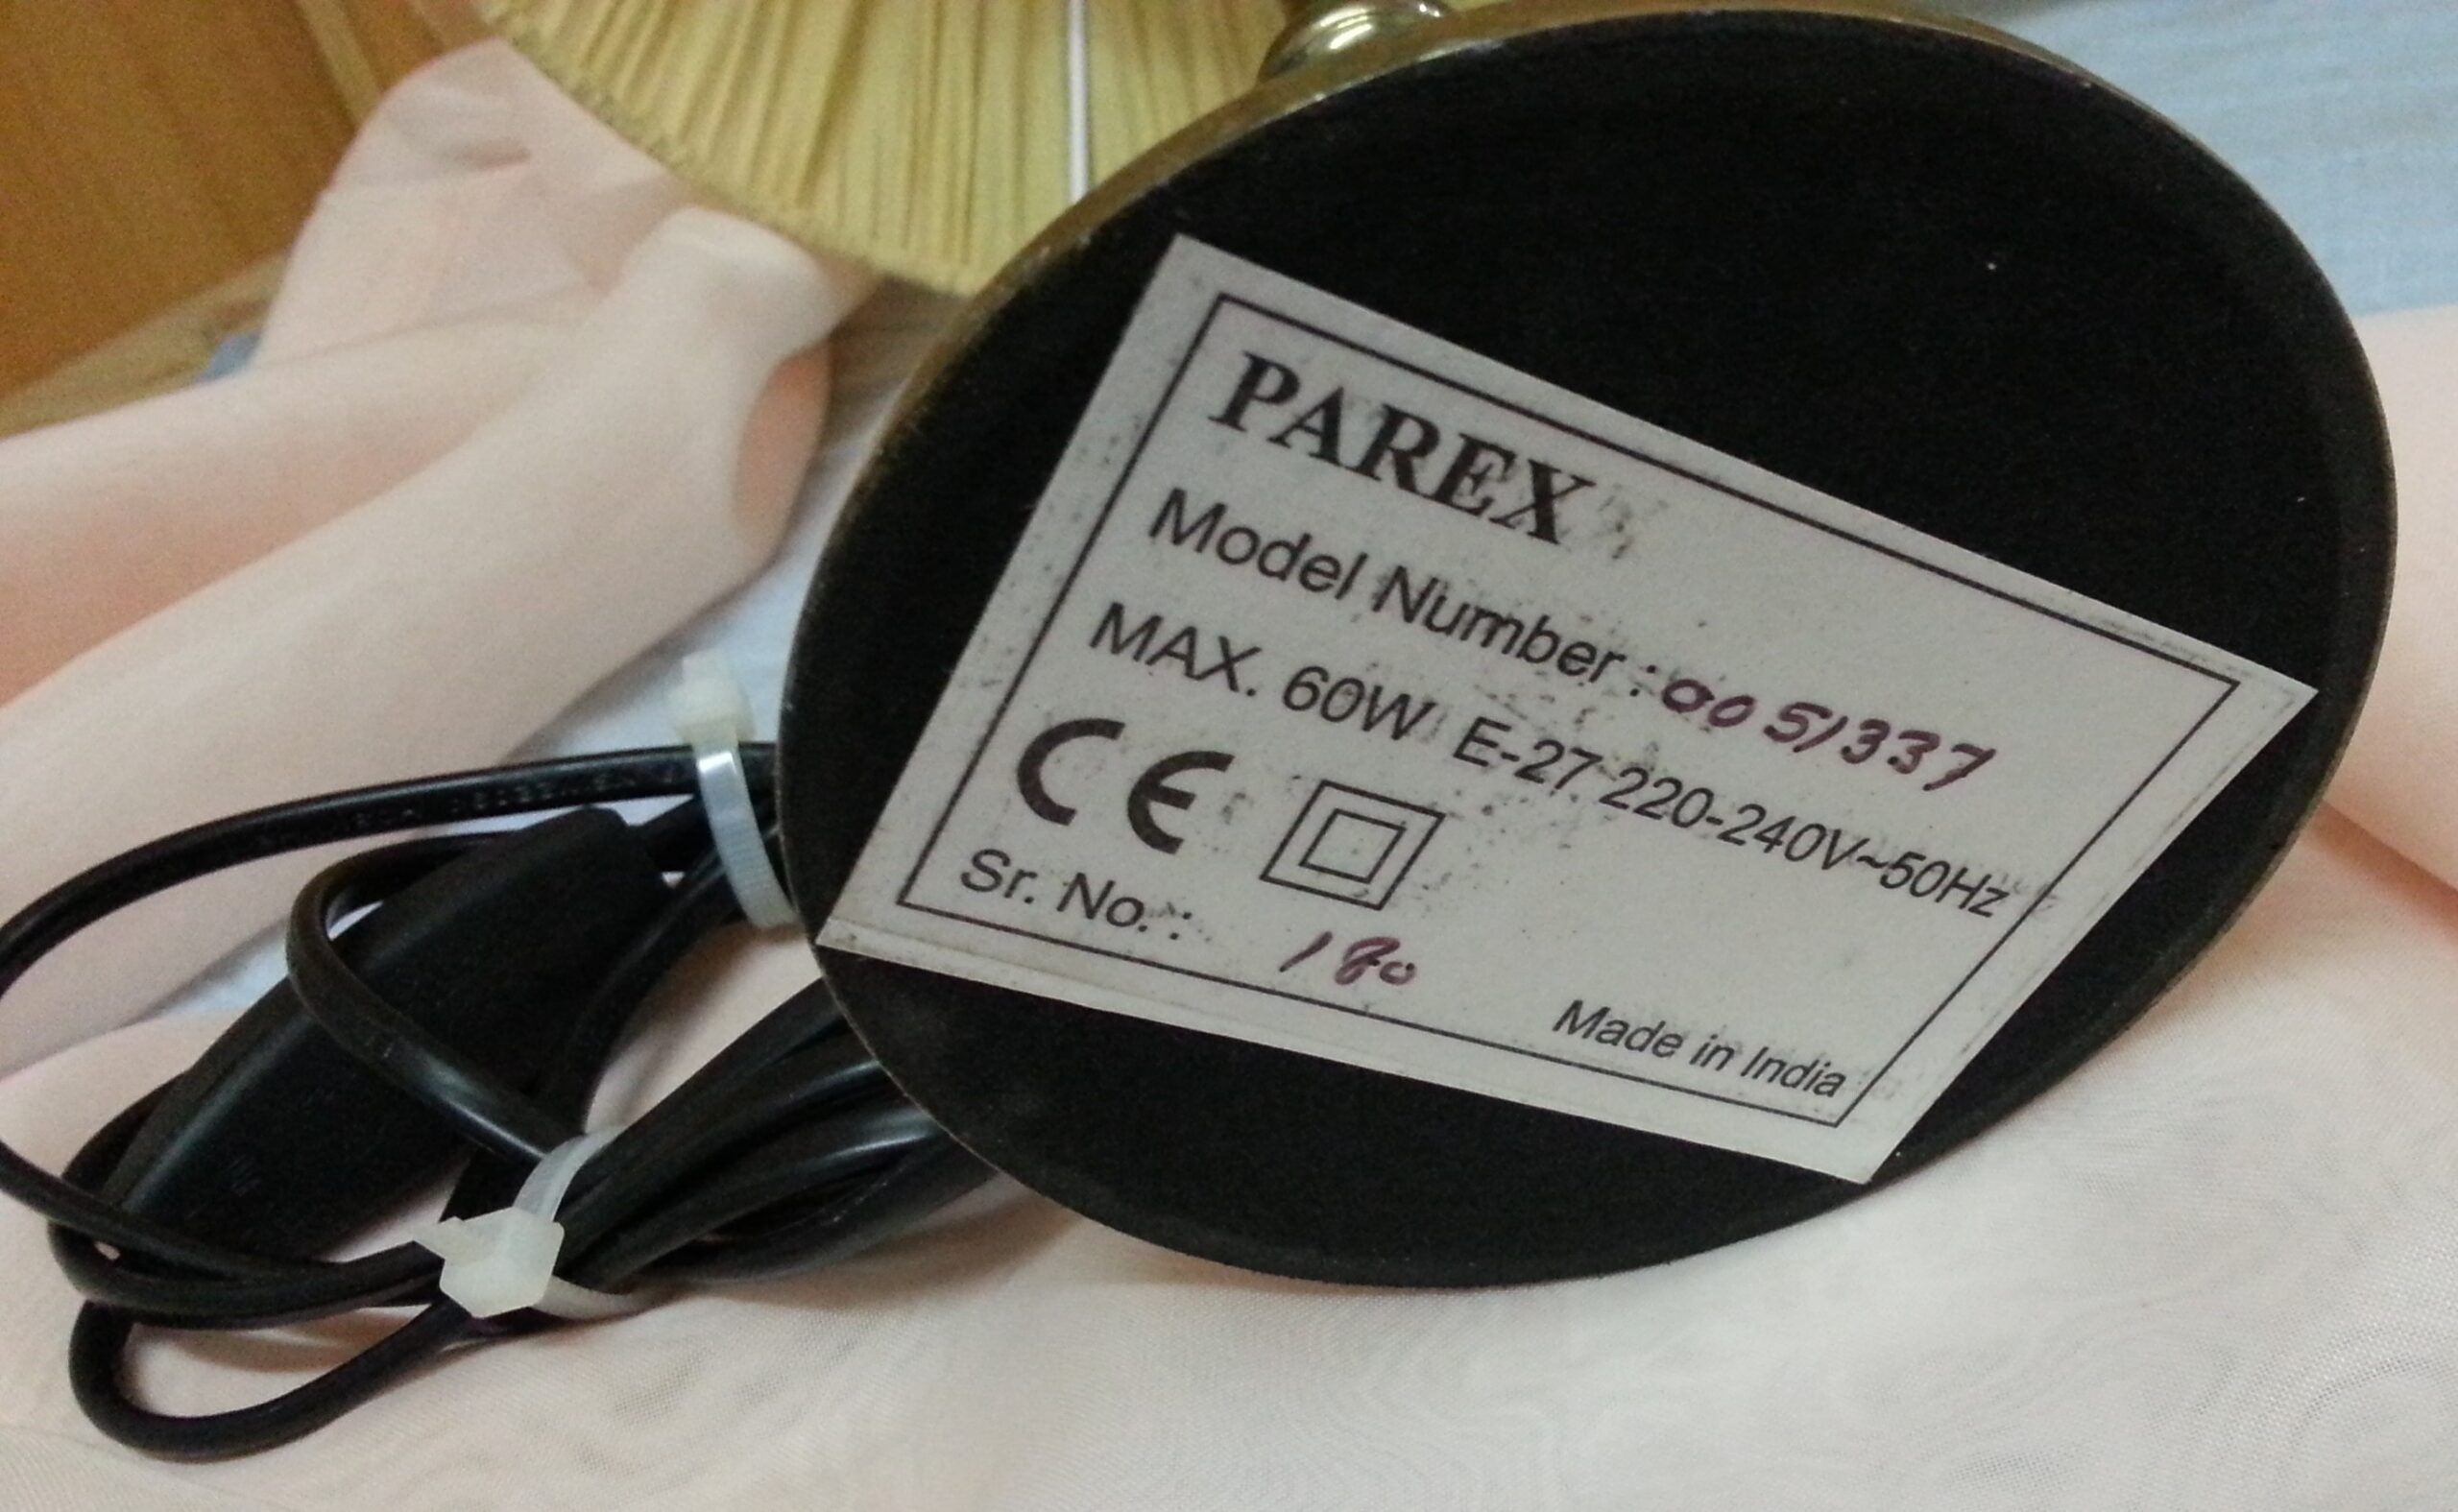 PAREX
Model Number : 005/337
MAX. 60W E-27 220-240V~50Hz
CE
Sr. No. : 180
Made in India